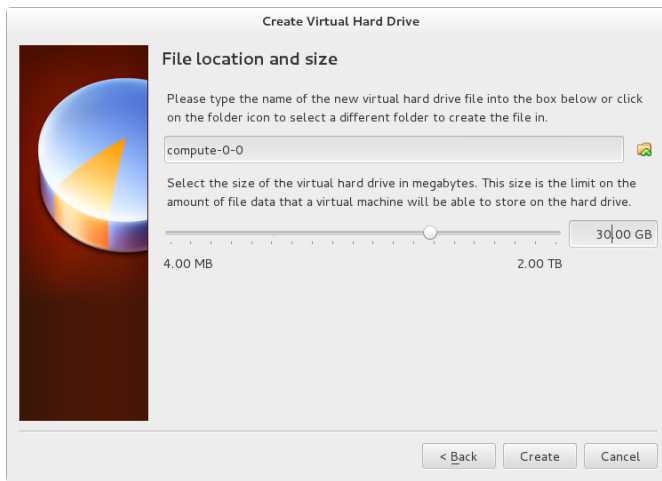 Create Virtual Hard Drive
File location and size
Please type the name of the new virtual hard drive file into the box below or click
on the folder icon to select a different folder to create the file in.
compute-0-0
Select the size of the virtual hard drive in megabytes. This size is the limit on the
amount of file data that a virtual machine will be able to store on the hard drive.
30.00 GB
4.00 MB 2.00 TB
< Back Create Cancel